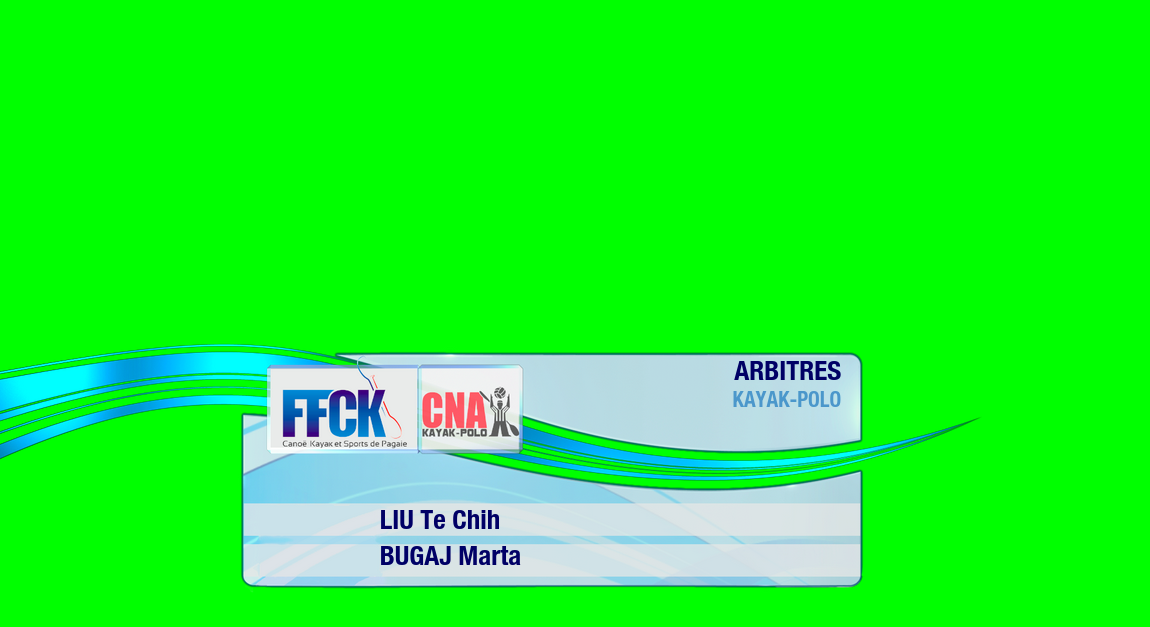 ARBITRES
KAYAK-POLO
FFCK
Canoë Kayak et Sports de Pagaie
CNA
KAYAK-POLO
LIU Te Chih
BUGAJ Marta